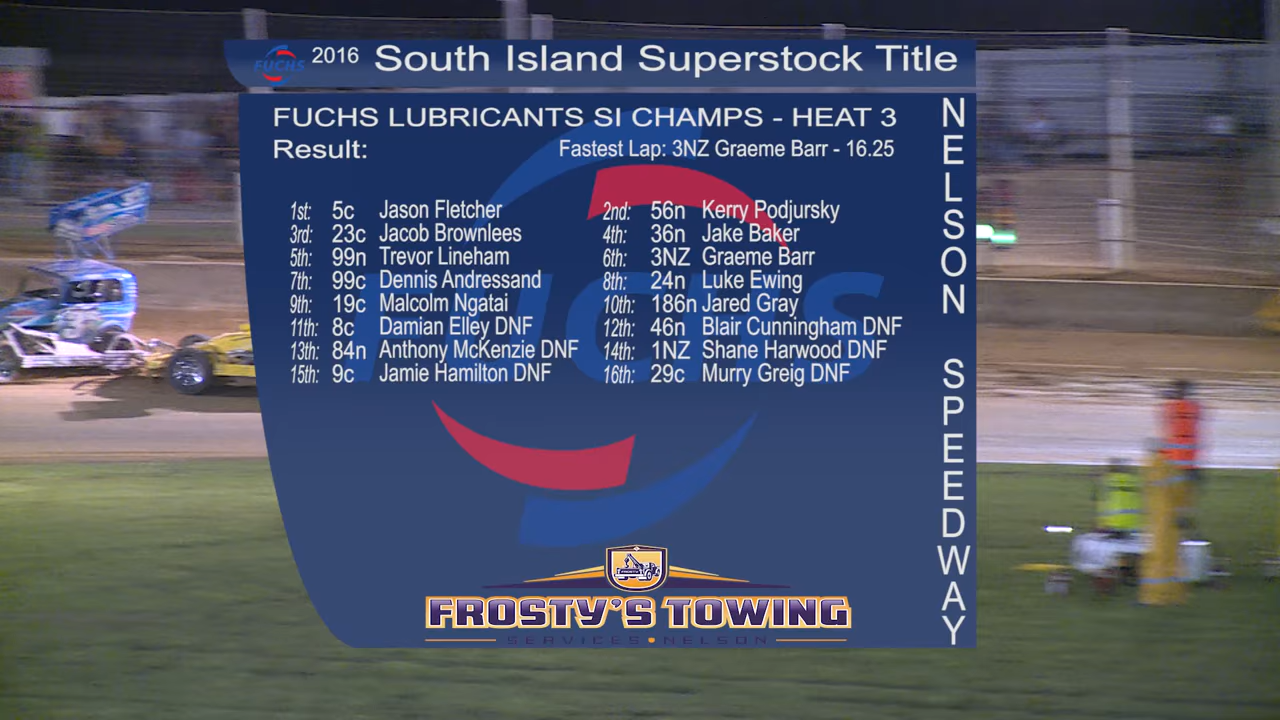 FUCHS 2016 South Island Superstock Title
FUCHS LUBRICANTS SI CHAMPS - HEAT 3
Result: Fastest Lap: 3NZ Graeme Barr - 16.25
1st: 5c Jason Fletcher 2nd: 56n Kerry Podjursky
3rd: 23c Jacob Brownlees 4th: 36n Jake Baker
5th: 99n Trevor Lineham 6th: 3NZ Graeme Barr
7th: 99c Dennis Andressand 8th: 24n Luke Ewing
9th: 19c Malcolm Ngatai 10th: 186n Jared Gray
11th: 8c Damian Elley DNF 12th: 46n Blair Cunningham DNF
13th: 84n Anthony McKenzie DNF 14th: 1NZ Shane Harwood DNF
15th: 9c Jamie Hamilton DNF 16th: 29c Murry Greig DNF
FUCHS
FROSTY'S TOWING
SERVICES • NELSON
NELSON SPEEDWAY